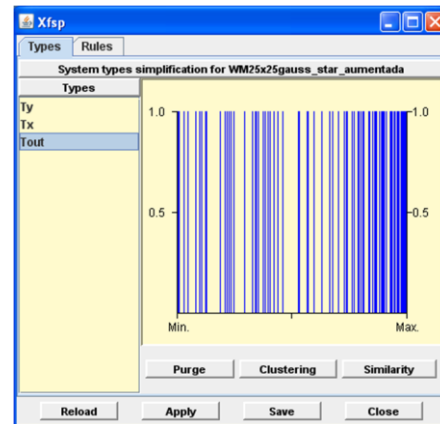 Xfsp
Types Rules
System types simplification for WM25x25gauss_star_aumentada
Types
Ty
Tx
Tout
1.0 1.0
0.5 0.5
Min. Max.
Purge Clustering Similarity
Reload Apply Save Close